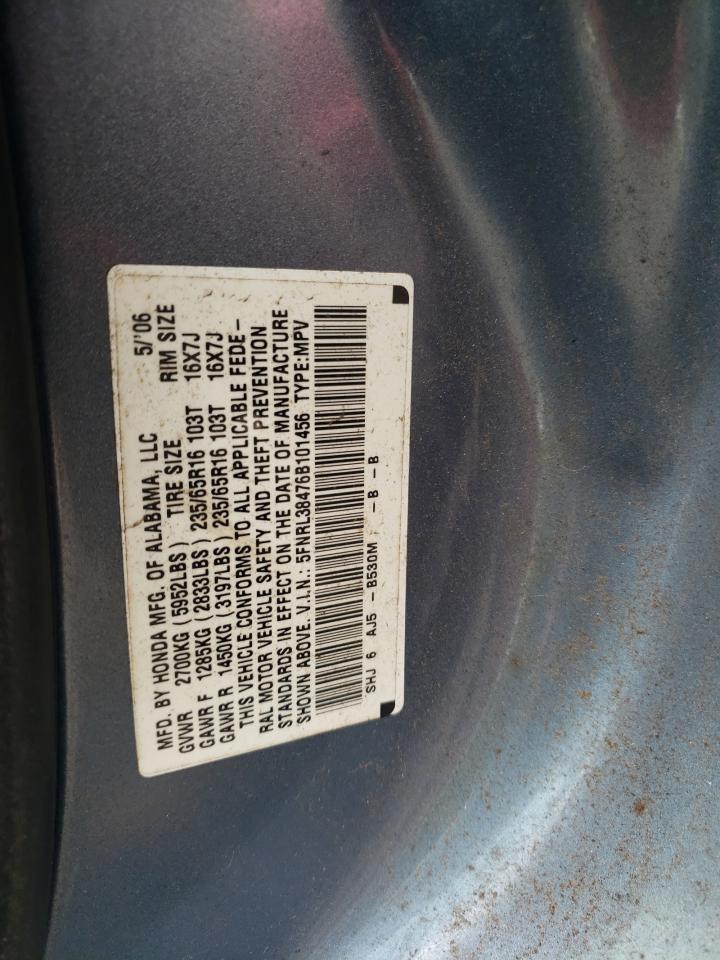 MFD. BY HONDA MFG. OF ALABAMA, LLC 5/'06
GVWR 2700KG (5952LBS) TIRE SIZE RIM SIZE
GAWR F 1285KG (2833LBS) 235/65R16 103T 16X7J
GAWR R 1450KG (3197LBS) 235/65R16 103T 16X7J
THIS VEHICLE CONFORMS TO ALL APPLICABLE FEDE-
RAL MOTOR VEHICLE SAFETY AND THEFT PREVENTION
STANDARDS IN EFFECT ON THE DATE OF MANUFACTURE
SHOWN ABOVE. V.I.N.: 5FNRL38476B101456 TYPE:MPV
SHJ 6 AJ5 - B530M / - B - B